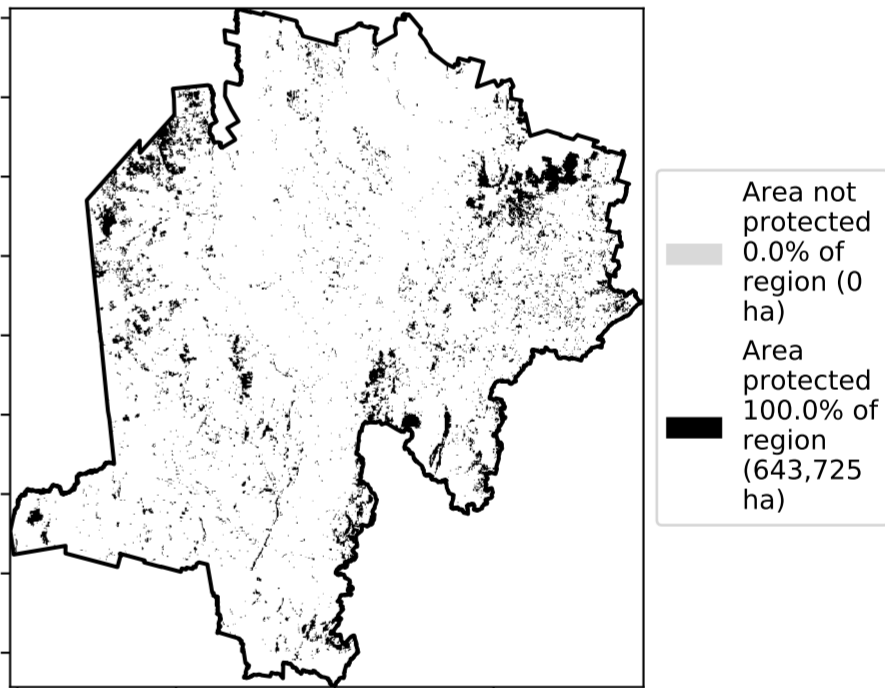 Area not
protected
0.0% of
region (0
ha)
Area
protected
100.0% of
region
(643,725
ha)